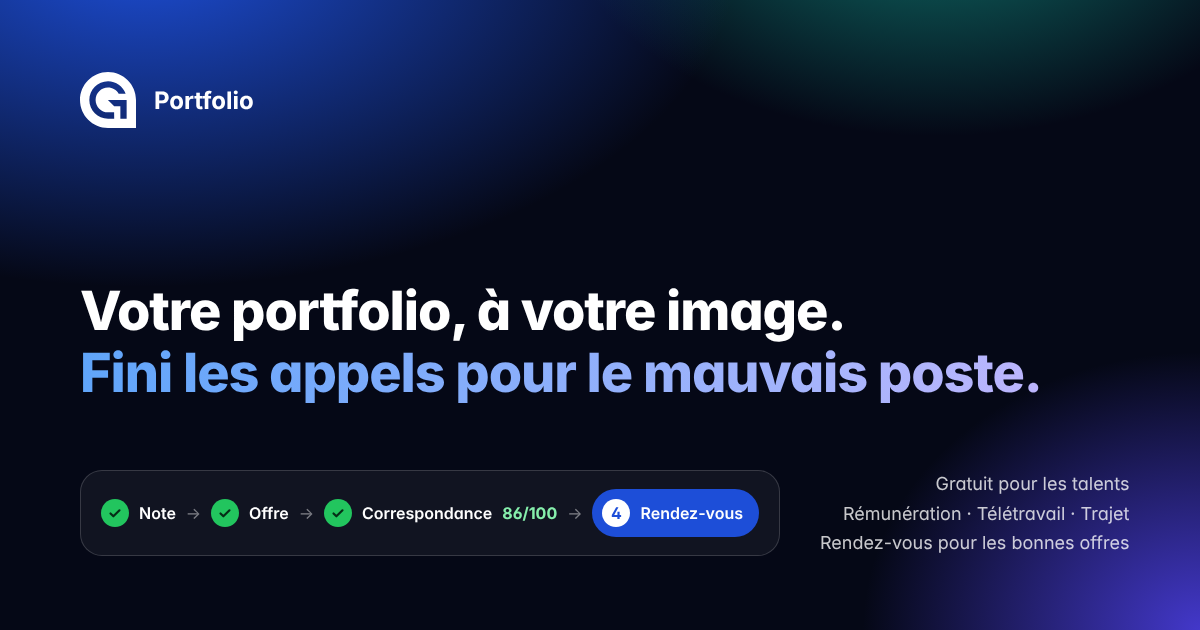 Portfolio
Votre portfolio, à votre image.
Fini les appels pour le mauvais poste.
Note → Offre → Correspondance 86/100 → 4 Rendez-vous
Gratuit pour les talents
Rémunération · Télétravail · Trajet
Rendez-vous pour les bonnes offres